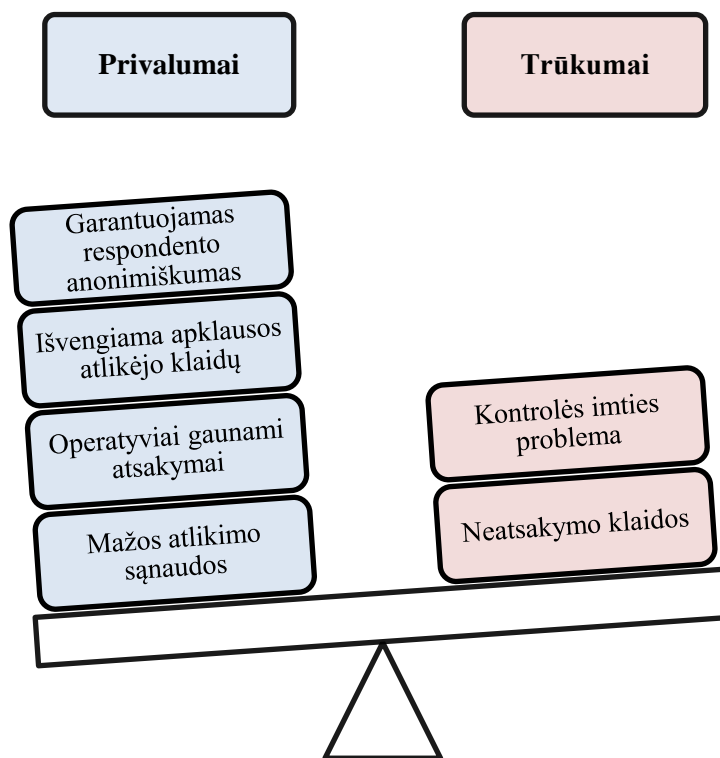 Privalumai
Trūkumai
Garantuojamas
respondento
anonimiškumas
Išvengiama apklausos
atlikėjo klaidų
Operatyviai gaunami
atsakymai
Mažos atlikimo
sąnaudos
Kontrolės imties
problema
Neatsakymo klaidos